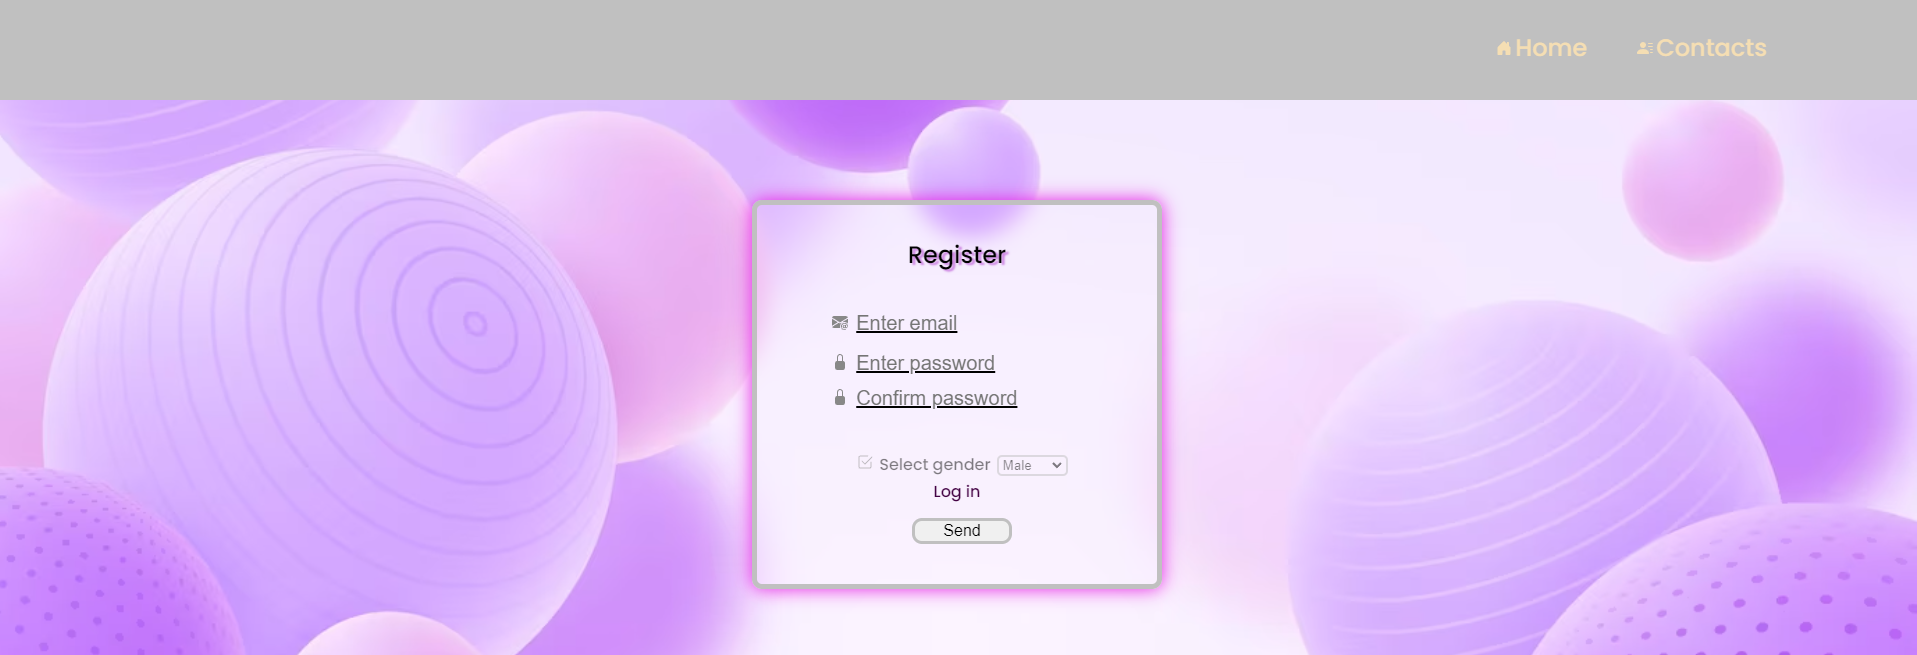 Home Contacts
Register
Enter email
Enter password
Confirm password
Select gender Male
Log in
Send